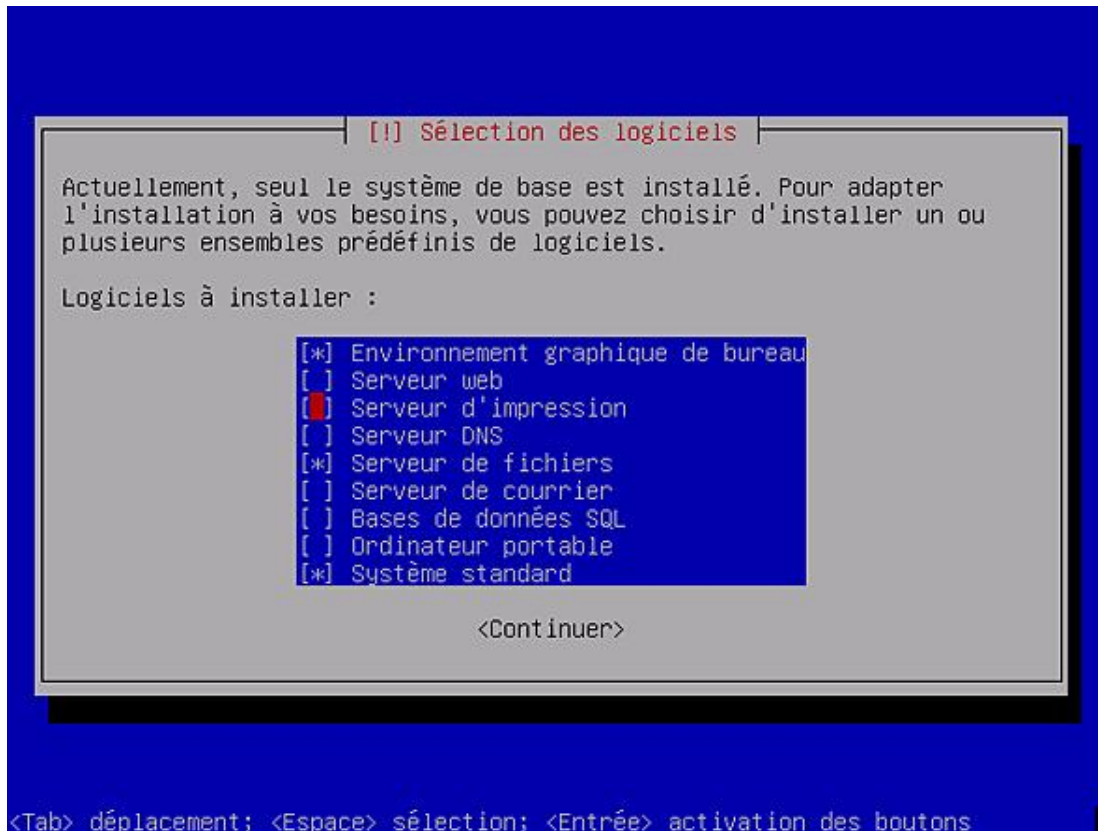 [!] Sélection des logiciels
Actuellement, seul le système de base est installé. Pour adapter
l'installation à vos besoins, vous pouvez choisir d'installer un ou
plusieurs ensembles prédéfinis de logiciels.
Logiciels à installer :
[*] Environnement graphique de bureau
[ ] Serveur web
[ ] Serveur d'impression
[ ] Serveur DNS
[*] Serveur de fichiers
[ ] Serveur de courrier
[ ] Bases de données SQL
[ ] Ordinateur portable
[*] Système standard
<Continuer>
<Tab> déplacement; <Espace> sélection; <Entrée> activation des boutons